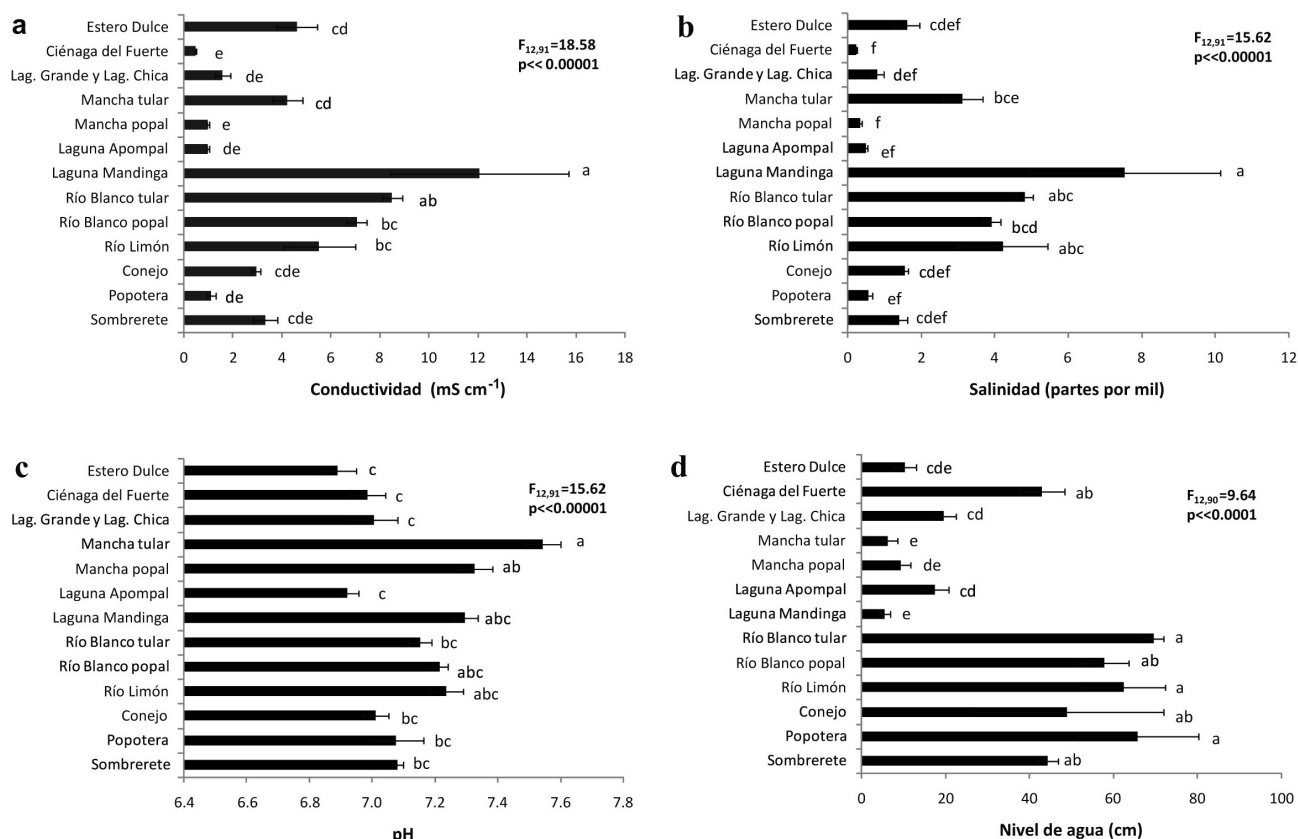 a
Estero Dulce
cd
Ciénaga del Fuerte
e
Lag. Grande y Lag. Chica
de
Mancha tular
cd
Mancha popal
e
Laguna Apompal
de
Laguna Mandinga
a
Río Blanco tular
ab
Río Blanco popal
bc
Río Limón
bc
Conejo
cde
Popotera
de
Sombrerete
cde
F12,91=18.58
p<< 0.00001
0 2 4 6 8 10 12 14 16 18
Conductividad (mS cm-1)
b
Estero Dulce
cdef
Ciénaga del Fuerte
f
Lag. Grande y Lag. Chica
def
Mancha tular
bce
Mancha popal
f
Laguna Apompal
ef
Laguna Mandinga
a
Río Blanco tular
abc
Río Blanco popal
bcd
Río Limón
abc
Conejo
cdef
Popotera
ef
Sombrerete
cdef
F12,91=15.62
p<<0.00001
0 2 4 6 8 10 12
Salinidad (partes por mil)
c
Estero Dulce
c
Ciénaga del Fuerte
c
Lag. Grande y Lag. Chica
c
Mancha tular
a
Mancha popal
ab
Laguna Apompal
c
Laguna Mandinga
abc
Río Blanco tular
bc
Río Blanco popal
abc
Río Limón
abc
Conejo
bc
Popotera
bc
Sombrerete
bc
F12,91=15.62
p<<0.00001
6.4 6.6 6.8 7.0 7.2 7.4 7.6 7.8
pH
d
Estero Dulce
cde
Ciénaga del Fuerte
ab
Lag. Grande y Lag. Chica
cd
Mancha tular
e
Mancha popal
de
Laguna Apompal
cd
Laguna Mandinga
e
Río Blanco tular
a
Río Blanco popal
ab
Río Limón
a
Conejo
ab
Popotera
a
Sombrerete
ab
F12,90=9.64
p<<0.0001
0 20 40 60 80 100
Nivel de agua (cm)